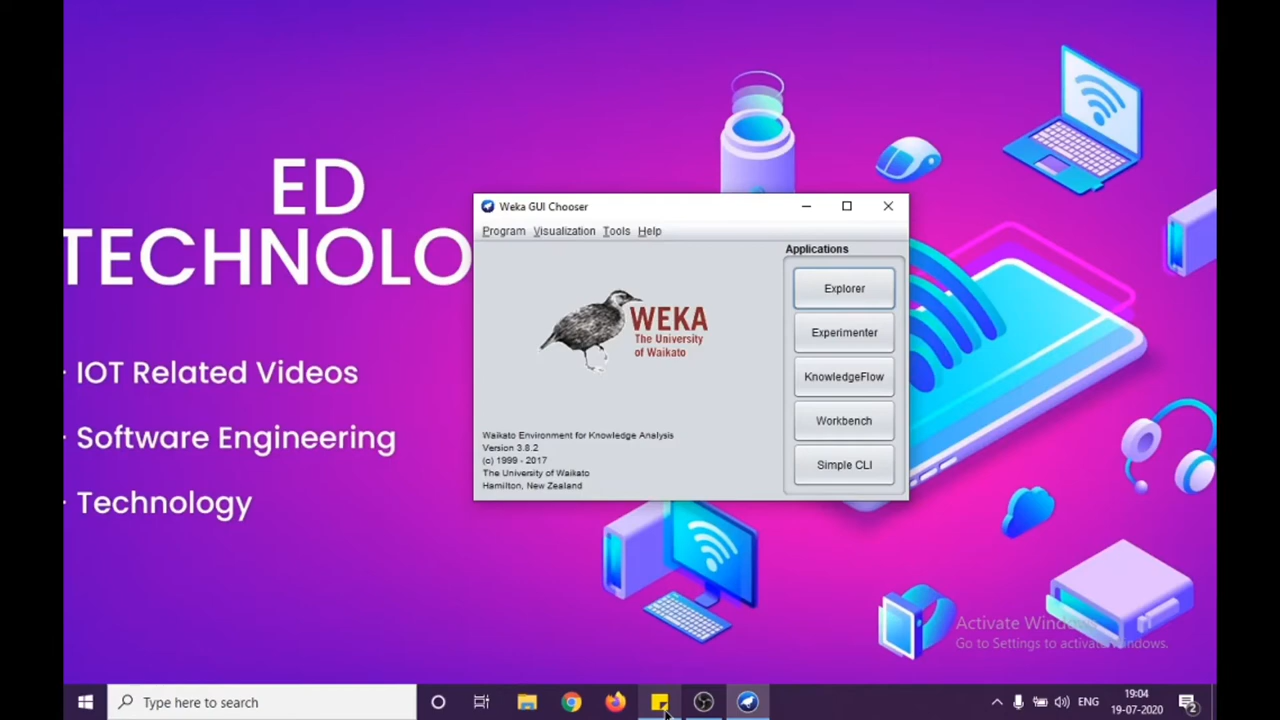 ED
TECHNOLO
· IOT Related Videos
· Software Engineering
· Technology
Weka GUI Chooser
Program Visualization Tools Help
Applications
Explorer
Experimenter
KnowledgeFlow
Workbench
Simple CLI
WEKA
The University
of Waikato
Waikato Environment for Knowledge Analysis
Version 3.8.2
(c) 1999 - 2017
The University of Waikato
Hamilton, New Zealand
Activate Windows
Go to Settings to activate Windows.
Type here to search
ENG
19:04
19-07-2020
2